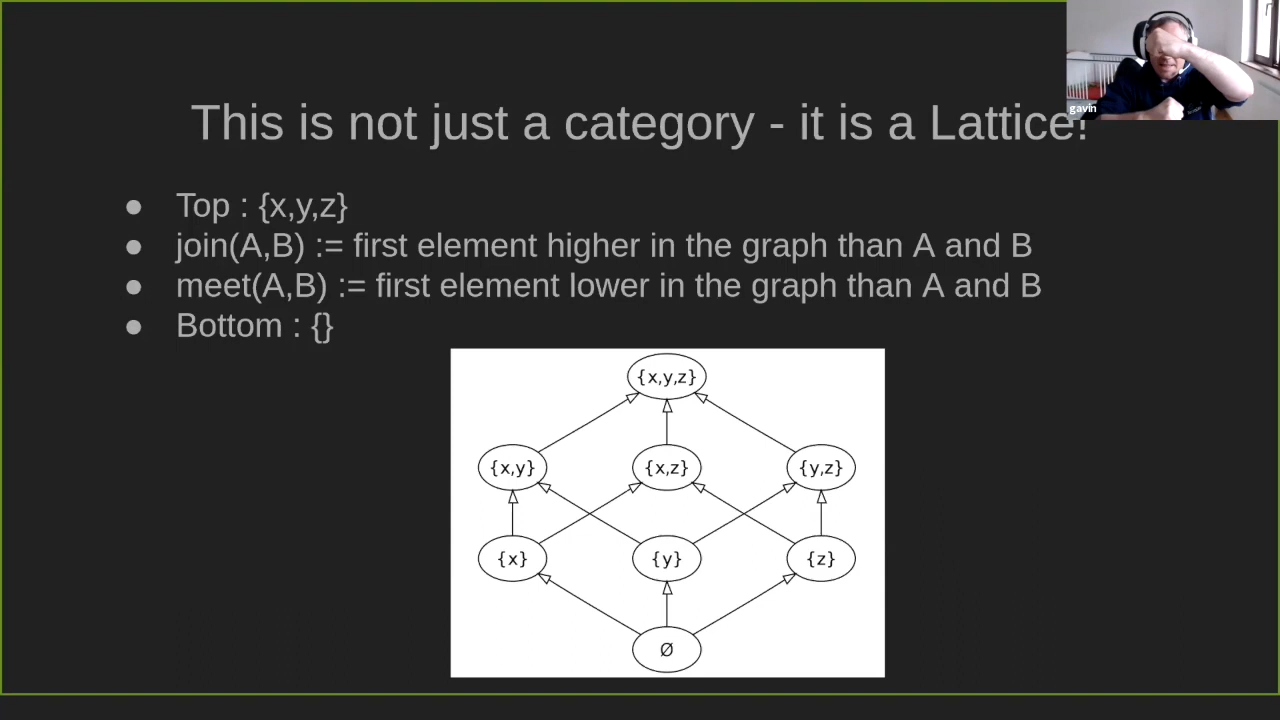 This is not just a category - it is a Lattice!
gavin
● Top : {x,y,z}
● join(A,B) := first element higher in the graph than A and B
● meet(A,B) := first element lower in the graph than A and B
● Bottom : {}
{x,y,z}
{x,y} {x,z} {y,z}
{x} {y} {z}
Ø